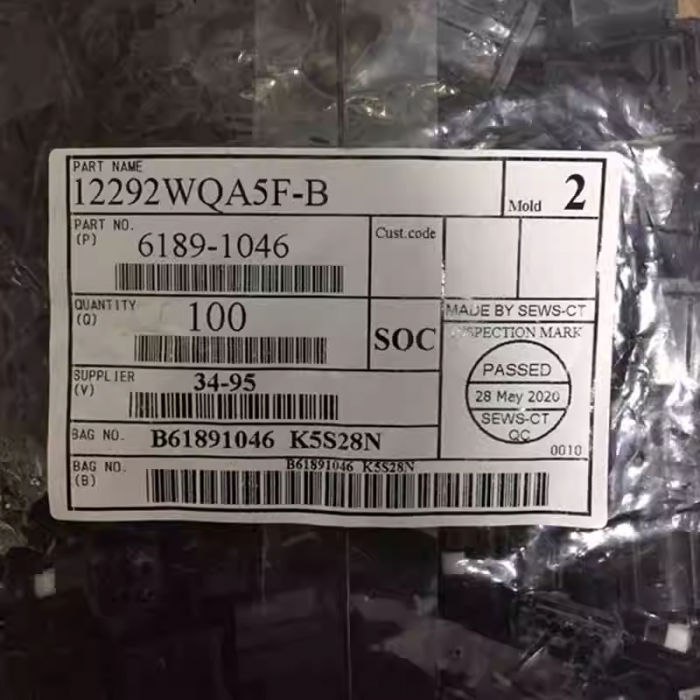 PART NAME
12292WQA5F-B
Mold 2
PART NO.
(P)
6189-1046
Cust.code
QUANTITY
(Q)
100
SOC
MADE BY SEWS-CT
SPECTION MARK
PASSED
28 May 2020
SEWS-CT
QC
0010
SUPPLIER
(V)
34-95
BAG NO. B61891046 K5S28N
BAG NO.
(B)
B61891046 K5S28N